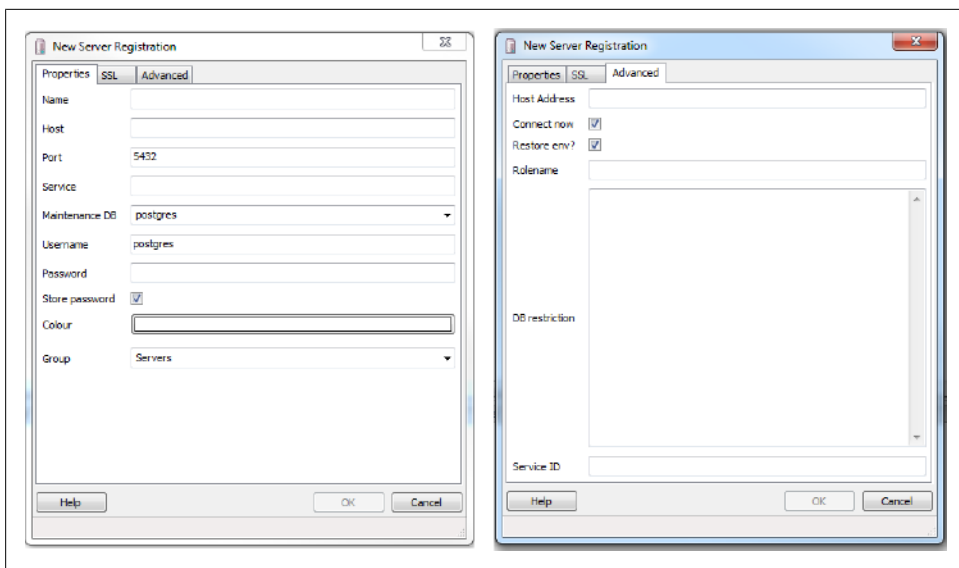 New Server Registration
Properties SSL Advanced
Name
Host
Port 5432
Service
Maintenance DB postgres
Username postgres
Password
Store password
Colour
Group Servers
Help OK Cancel
New Server Registration
Properties SSL Advanced
Host Address
Connect now
Restore env?
Rolename
DB restriction
Service ID
Help OK Cancel